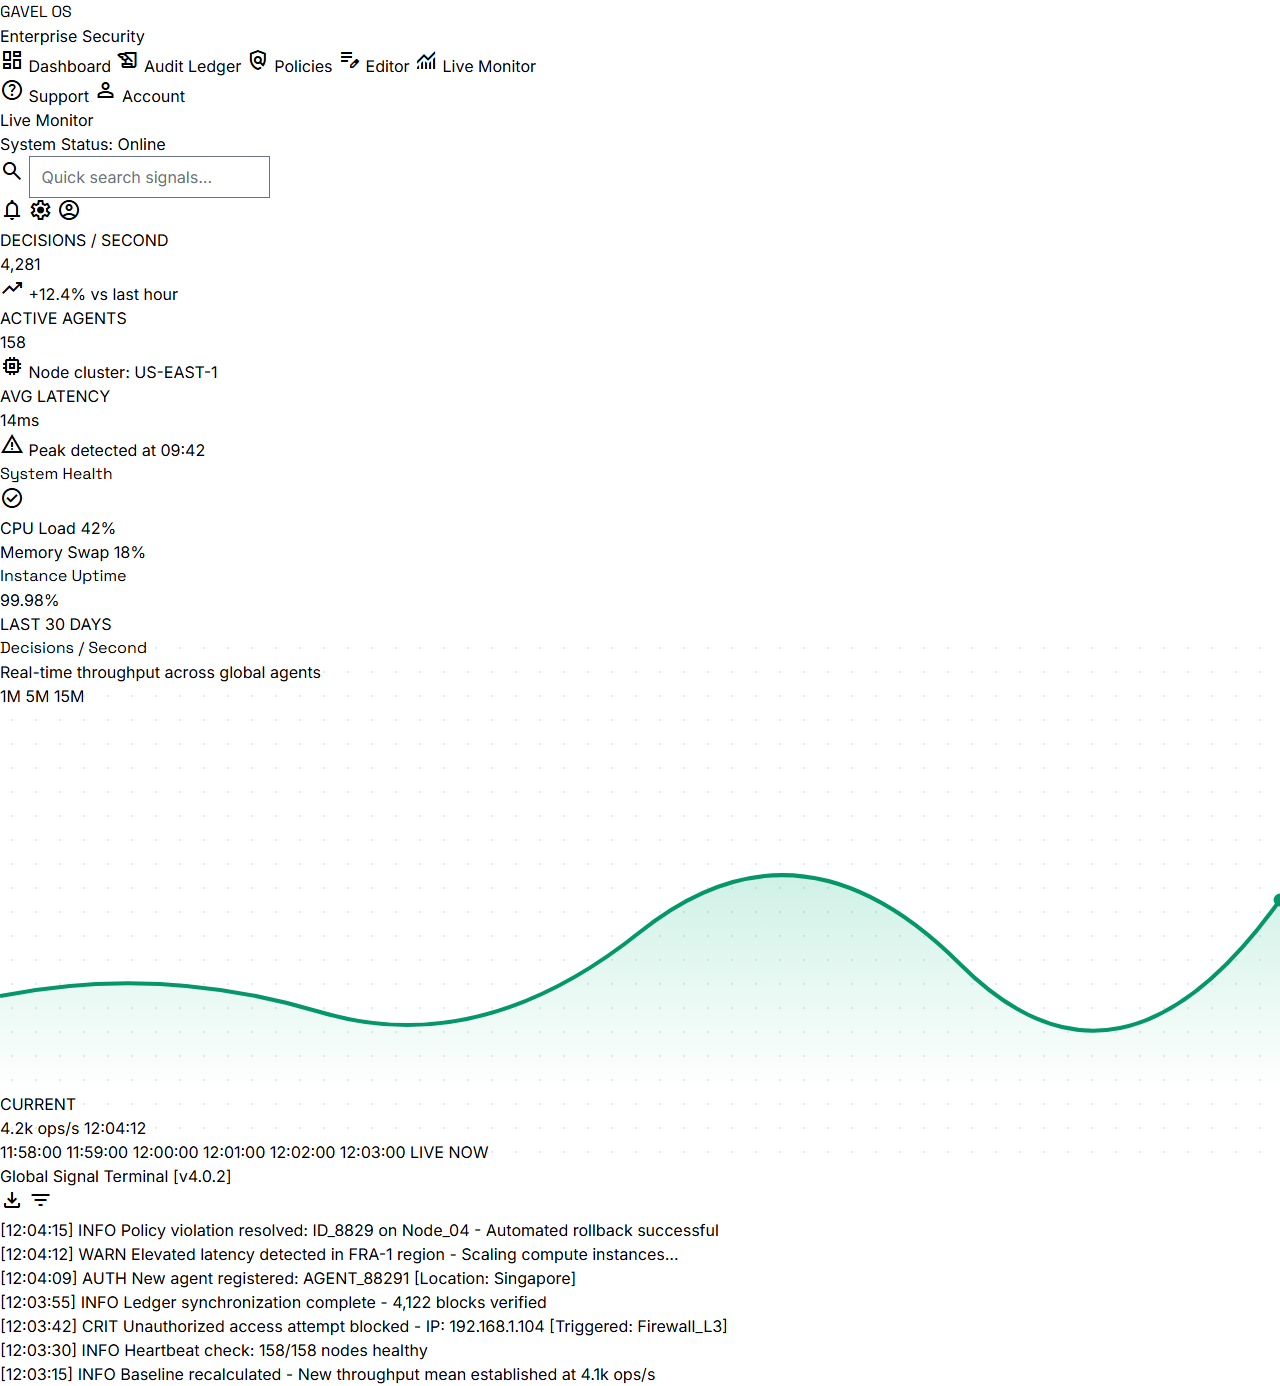 GAVEL OS
Enterprise Security
Dashboard Audit Ledger Policies Editor Live Monitor
Support Account
Live Monitor
System Status: Online
Quick search signals...
DECISIONS / SECOND
4,281
+12.4% vs last hour
ACTIVE AGENTS
158
Node cluster: US-EAST-1
AVG LATENCY
14ms
Peak detected at 09:42
System Health
CPU Load 42%
Memory Swap 18%
Instance Uptime
99.98%
LAST 30 DAYS
Decisions / Second
Real-time throughput across global agents
1M 5M 15M
CURRENT
4.2k ops/s 12:04:12
11:58:00 11:59:00 12:00:00 12:01:00 12:02:00 12:03:00 LIVE NOW
Global Signal Terminal [v4.0.2]
[12:04:15] INFO Policy violation resolved: ID_8829 on Node_04 - Automated rollback successful
[12:04:12] WARN Elevated latency detected in FRA-1 region - Scaling compute instances...
[12:04:09] AUTH New agent registered: AGENT_88291 [Location: Singapore]
[12:03:55] INFO Ledger synchronization complete - 4,122 blocks verified
[12:03:42] CRIT Unauthorized access attempt blocked - IP: 192.168.1.104 [Triggered: Firewall_L3]
[12:03:30] INFO Heartbeat check: 158/158 nodes healthy
[12:03:15] INFO Baseline recalculated - New throughput mean established at 4.1k ops/s